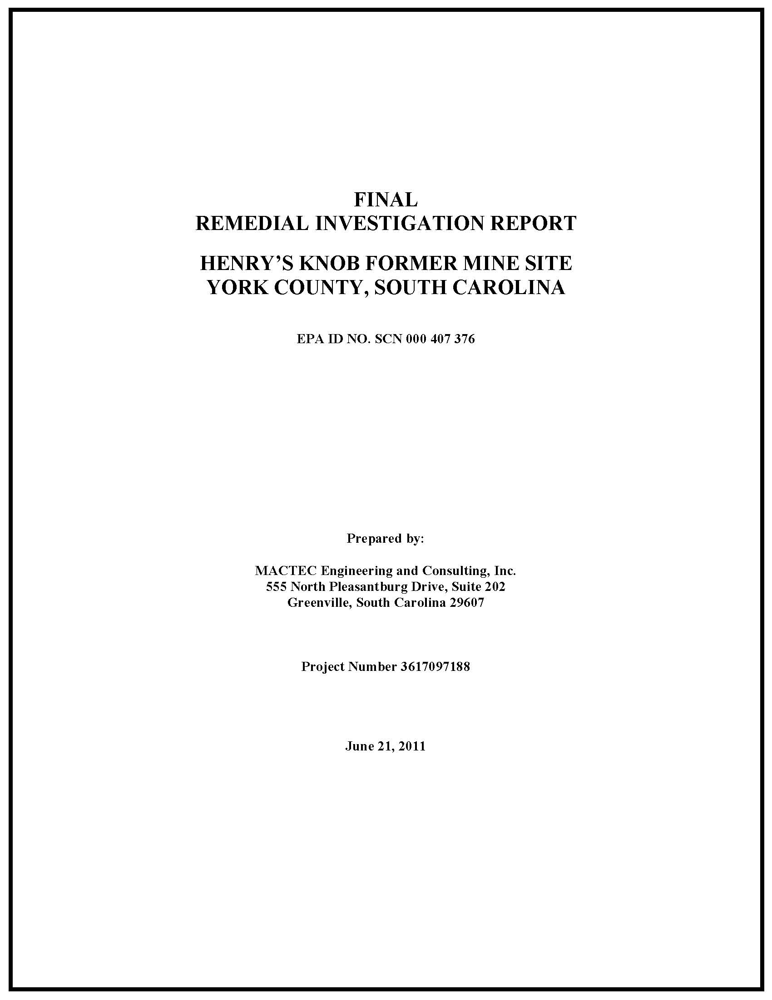 FINAL
REMEDIAL INVESTIGATION REPORT
HENRY’S KNOB FORMER MINE SITE
YORK COUNTY, SOUTH CAROLINA
EPA ID NO. SCN 000 407 376
Prepared by:
MACTEC Engineering and Consulting, Inc.
555 North Pleasantburg Drive, Suite 202
Greenville, South Carolina 29607
Project Number 3617097188
June 21, 2011